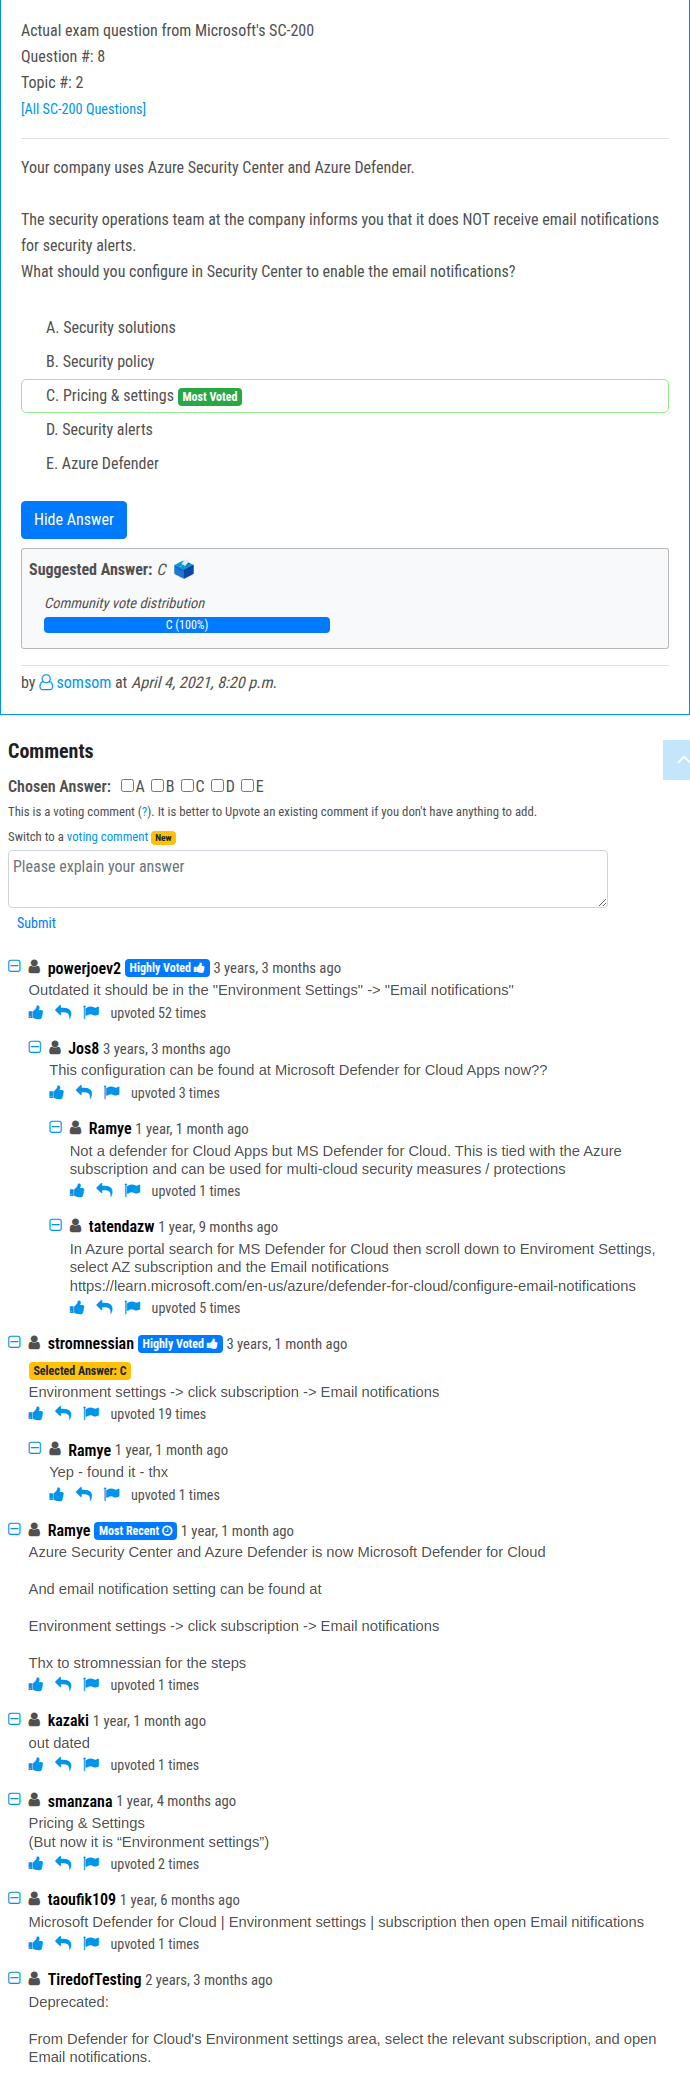 Actual exam question from Microsoft's SC-200
Question #: 8
Topic #: 2
[All SC-200 Questions]
Your company uses Azure Security Center and Azure Defender.
The security operations team at the company informs you that it does NOT receive email notifications
for security alerts.
What should you configure in Security Center to enable the email notifications?
A. Security solutions
B. Security policy
C. Pricing & settings Most Voted
D. Security alerts
E. Azure Defender
Hide Answer
Suggested Answer: C
Community vote distribution
C (100%)
by somsom at April 4, 2021, 8:20 p.m.
Comments
Chosen Answer: A B C D E
This is a voting comment (?). It is better to Upvote an existing comment if you don't have anything to add.
Switch to a voting comment New
Please explain your answer
Submit
powerjoev2 Highly Voted 3 years, 3 months ago
Outdated it should be in the "Environment Settings" -> "Email notifications"
upvoted 52 times
Jos8 3 years, 3 months ago
This configuration can be found at Microsoft Defender for Cloud Apps now??
upvoted 3 times
Ramye 1 year, 1 month ago
Not a defender for Cloud Apps but MS Defender for Cloud. This is tied with the Azure
subscription and can be used for multi-cloud security measures / protections
upvoted 1 times
tatendazw 1 year, 9 months ago
In Azure portal search for MS Defender for Cloud then scroll down to Enviroment Settings,
select AZ subscription and the Email notifications
https://learn.microsoft.com/en-us/azure/defender-for-cloud/configure-email-notifications
upvoted 5 times
stromnessian Highly Voted 3 years, 1 month ago
Selected Answer: C
Environment settings -> click subscription -> Email notifications
upvoted 19 times
Ramye 1 year, 1 month ago
Yep - found it - thx
upvoted 1 times
Ramye Most Recent 1 year, 1 month ago
Azure Security Center and Azure Defender is now Microsoft Defender for Cloud
And email notification setting can be found at
Environment settings -> click subscription -> Email notifications
Thx to stromnessian for the steps
upvoted 1 times
kazaki 1 year, 1 month ago
out dated
upvoted 1 times
smanzana 1 year, 4 months ago
Pricing & Settings
(But now it is “Environment settings”)
upvoted 2 times
taoufik109 1 year, 6 months ago
Microsoft Defender for Cloud | Environment settings | subscription then open Email nitifications
upvoted 1 times
TiredofTesting 2 years, 3 months ago
Deprecated:
From Defender for Cloud's Environment settings area, select the relevant subscription, and open
Email notifications.